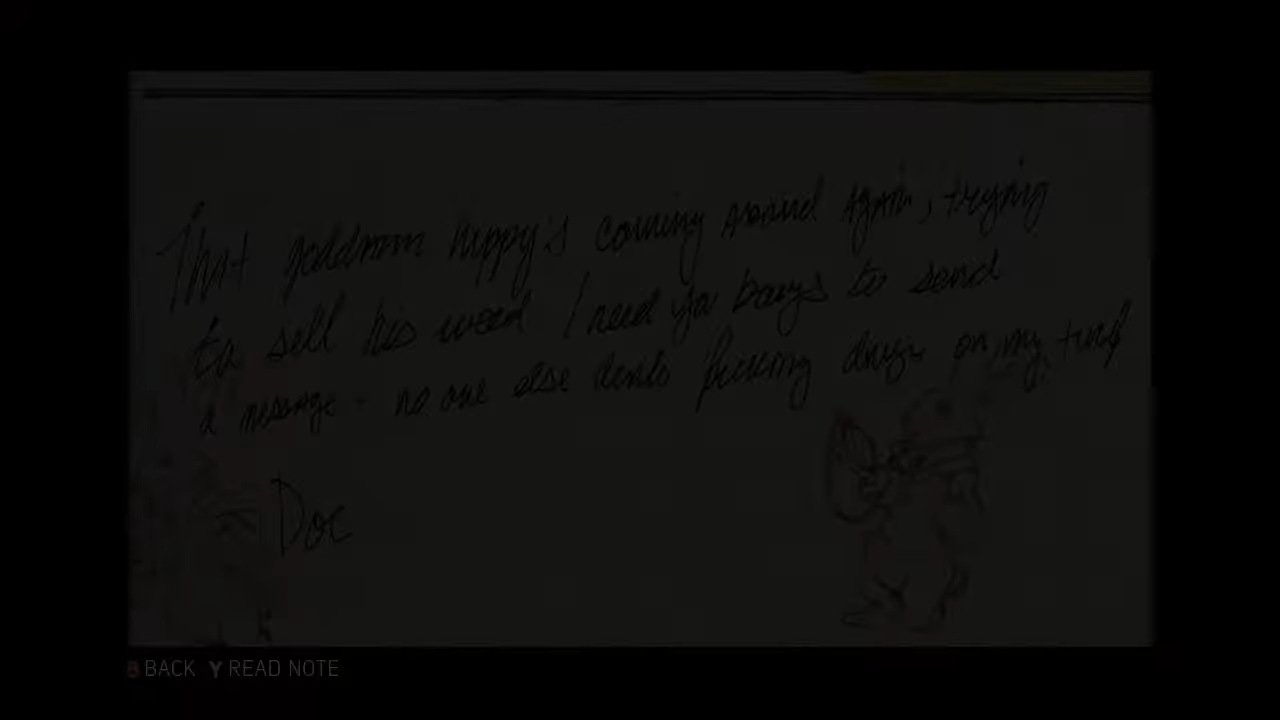 That goddamn hippy's coming around again, trying
to sell his weed I need ya boys to send
a message - no one else deals fucking drugs on my turf
Doc
B BACK Y READ NOTE